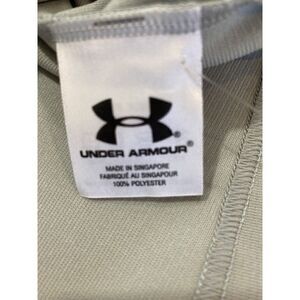 UNDER ARMOUR®
MADE IN SINGAPORE
FABRIQUÉ AU SINGAPOUR
100% POLYESTER